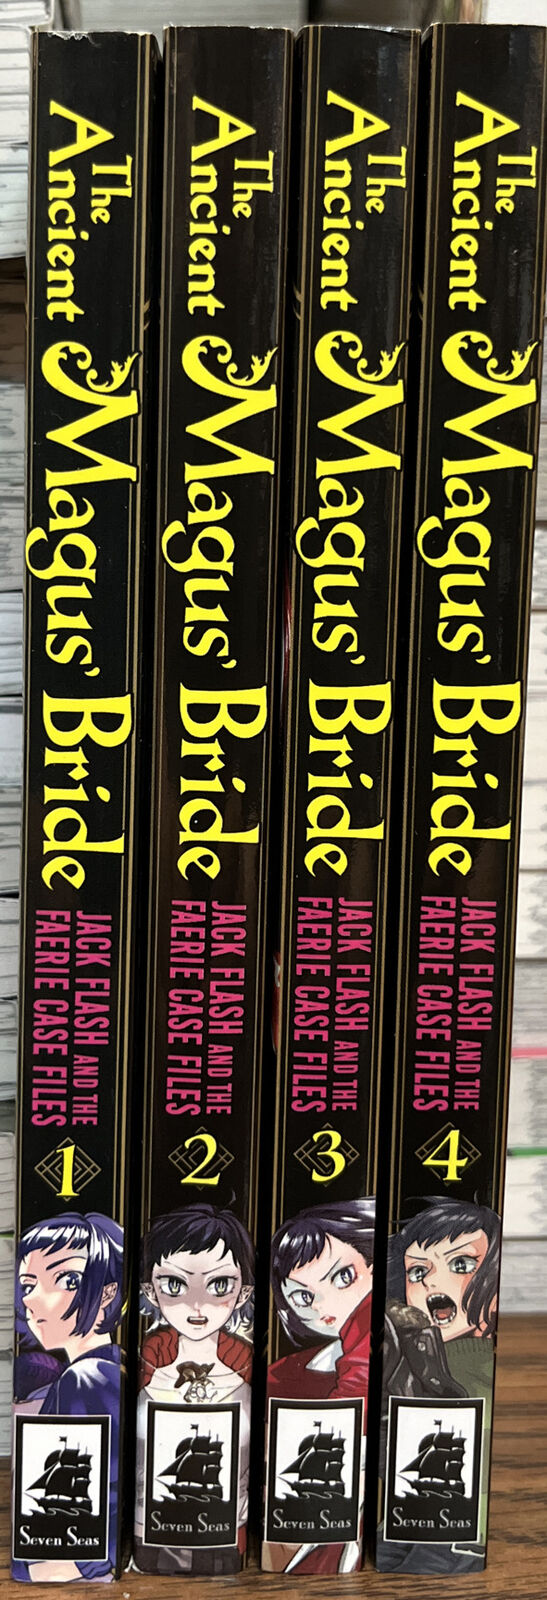 The
Ancient
Magus' Bride
JACK FLASH AND THE
FAERIE CASE FILES
1
Seven Seas
The
Ancient
Magus' Bride
JACK FLASH AND THE
FAERIE CASE FILES
2
Seven Seas
The
Ancient
Magus' Bride
JACK FLASH AND THE
FAERIE CASE FILES
3
Seven Seas
The
Ancient
Magus' Bride
JACK FLASH AND THE
FAERIE CASE FILES
4
Seven Seas